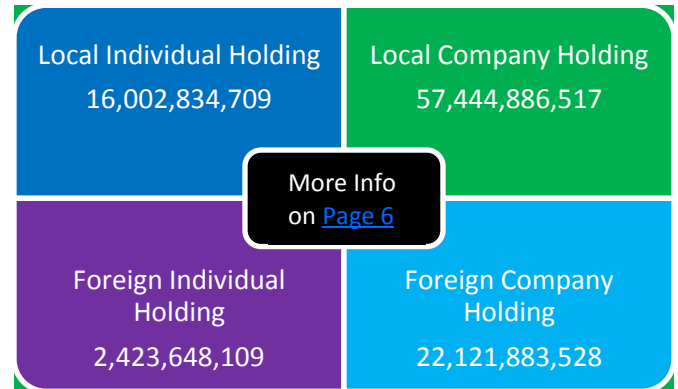 Local Individual Holding
16,002,834,709
Local Company Holding
57,444,886,517
More Info
on Page 6
Foreign Individual
Holding
2,423,648,109
Foreign Company
Holding
22,121,883,528